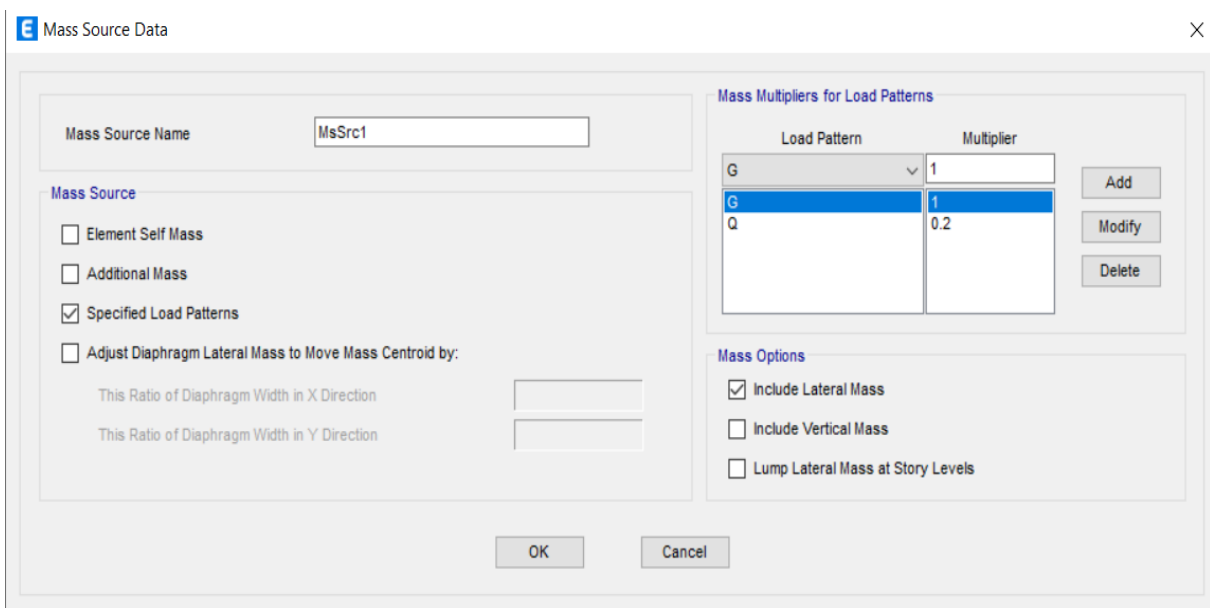 E Mass Source Data X
Mass Source Name MsSrc1
Mass Source
Element Self Mass
Additional Mass
Specified Load Patterns
Adjust Diaphragm Lateral Mass to Move Mass Centroid by:
This Ratio of Diaphragm Width in X Direction
This Ratio of Diaphragm Width in Y Direction
Mass Multipliers for Load Patterns
Load Pattern Multiplier
G 1
G 1
Q 0.2
Add
Modify
Delete
Mass Options
Include Lateral Mass
Include Vertical Mass
Lump Lateral Mass at Story Levels
OK Cancel